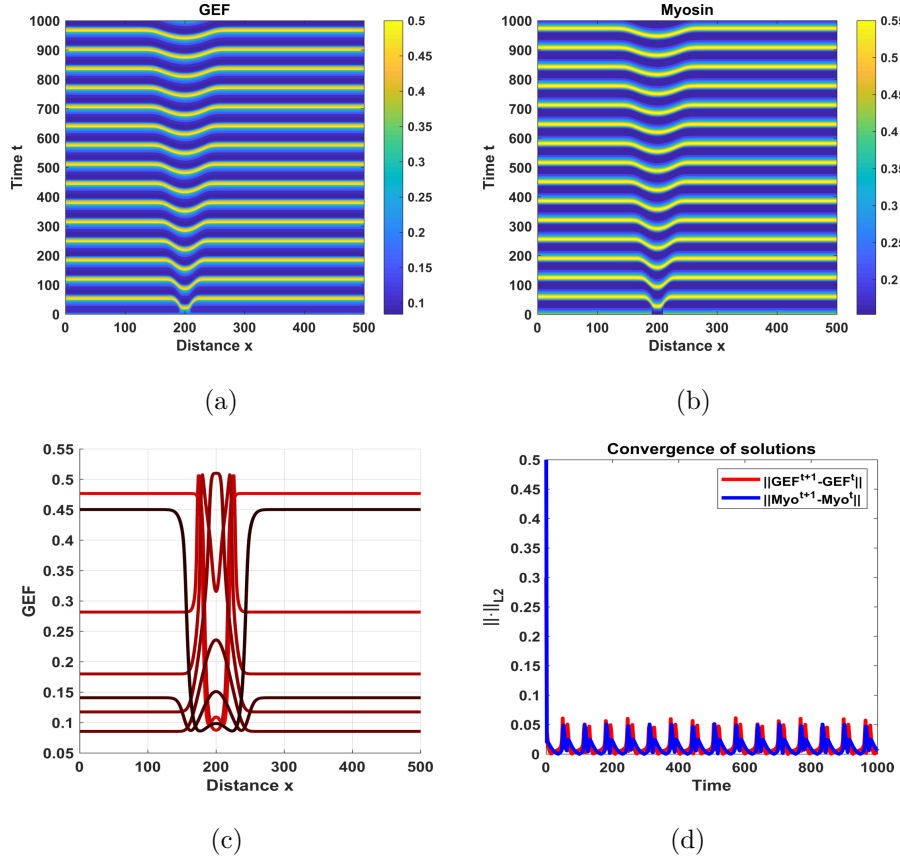 GEF
1000
900
800
700
600
500
400
300
200
100
0
Time t
0 100 200 300 400 500
Distance x
0.5
0.45
0.4
0.35
0.3
0.25
0.2
0.15
0.1
(a)
Myosin
1000
900
800
700
600
500
400
300
200
100
0
Time t
0 100 200 300 400 500
Distance x
0.55
0.5
0.45
0.4
0.35
0.3
0.25
0.2
(b)
0.55
0.5
0.45
0.4
0.35
0.3
0.25
0.2
0.15
0.1
0.05
GEF
0 100 200 300 400 500
Distance x
(c)
Convergence of solutions
0.5
0.45
0.4
0.35
0.3
0.25
0.2
0.15
0.1
0.05
0
||·||L2
||GEF^t+1-GEF^t||
||Myo^t+1-Myo^t||
0 200 400 600 800 1000
Time
(d)